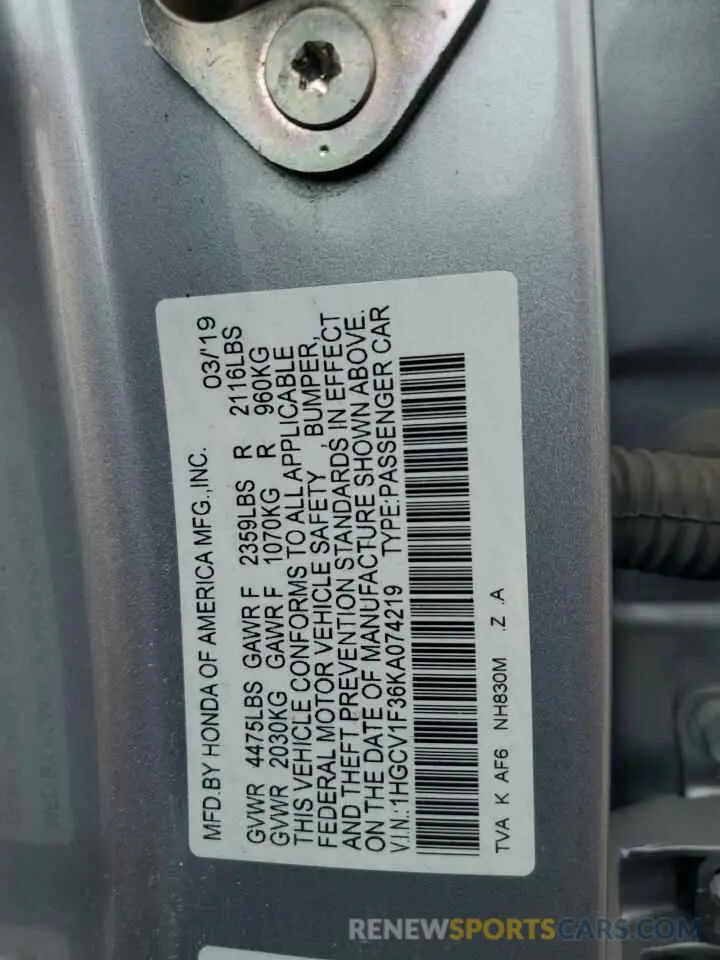 MFD.BY HONDA OF AMERICA MFG.,INC. 03/'19
GVWR 4475LBS GAWR F 2359LBS R 2116LBS
GVWR 2030KG GAWR F 1070KG R 960KG
THIS VEHICLE CONFORMS TO ALL APPLICABLE
FEDERAL MOTOR VEHICLE SAFETY , BUMPER,
AND THEFT PREVENTION STANDARDS IN EFFECT
ON THE DATE OF MANUFACTURE SHOWN ABOVE.
V.I.N.:1HGCV1F36KA074219 TYPE:PASSENGER CAR
TVA K AF6 NH830M .Z .A
RENEWSPORTSCARS.COM